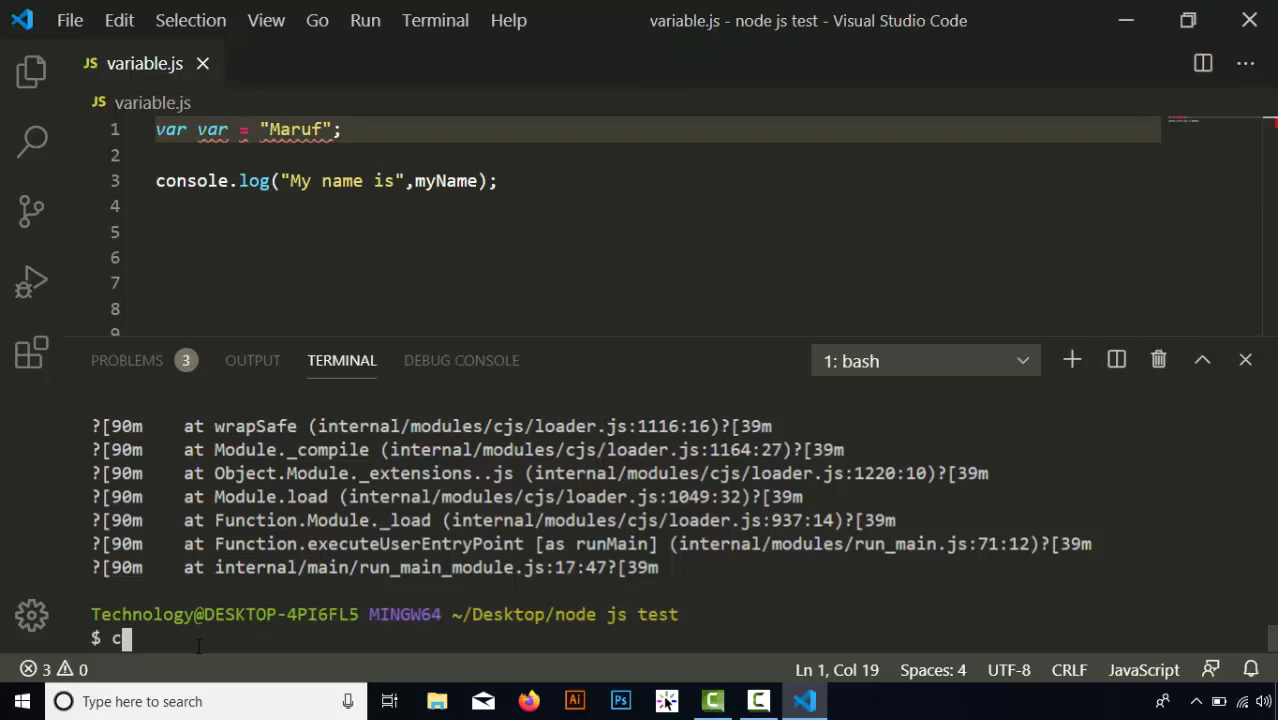 File Edit Selection View Go Run Terminal Help variable.js - node js test - Visual Studio Code
JS variable.js
JS variable.js
1 var var = "Maruf";
2
3 console.log("My name is",myName);
4
5
6
7
8
9
PROBLEMS 3 OUTPUT TERMINAL DEBUG CONSOLE 1: bash
?[90m    at wrapSafe (internal/modules/cjs/loader.js:1116:16)?[39m
?[90m    at Module._compile (internal/modules/cjs/loader.js:1164:27)?[39m
?[90m    at Object.Module._extensions..js (internal/modules/cjs/loader.js:1220:10)?[39m
?[90m    at Module.load (internal/modules/cjs/loader.js:1049:32)?[39m
?[90m    at Function.Module._load (internal/modules/cjs/loader.js:937:14)?[39m
?[90m    at Function.executeUserEntryPoint [as runMain] (internal/modules/run_main.js:71:12)?[39m
?[90m    at internal/main/run_main_module.js:17:47?[39m
Technology@DESKTOP-4PI6FL5 MINGW64 ~/Desktop/node js test
$ c
3 0 Ln 1, Col 19 Spaces: 4 UTF-8 CRLF JavaScript
Type here to search Ai Ps